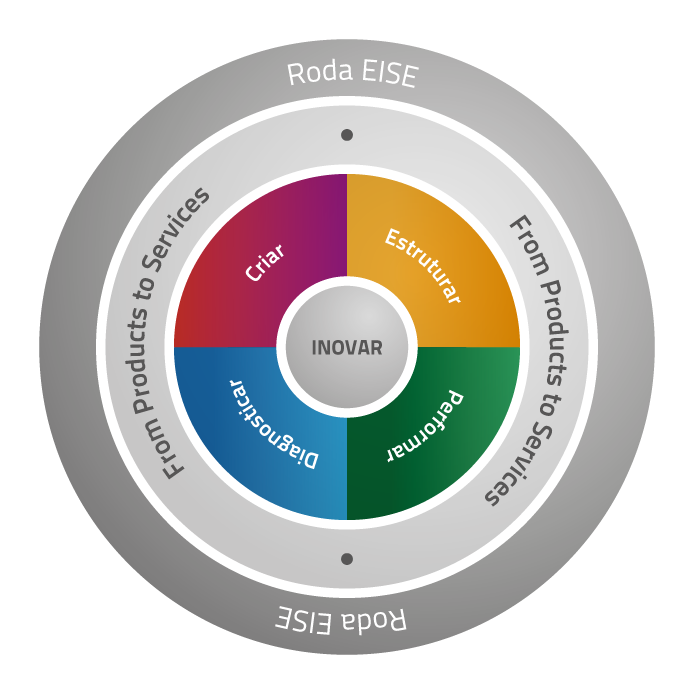 Roda EISE
From Products to Services
From Products to Services
Criar
Estruturar
INOVAR
Diagnosticar
Performar
Roda EISE